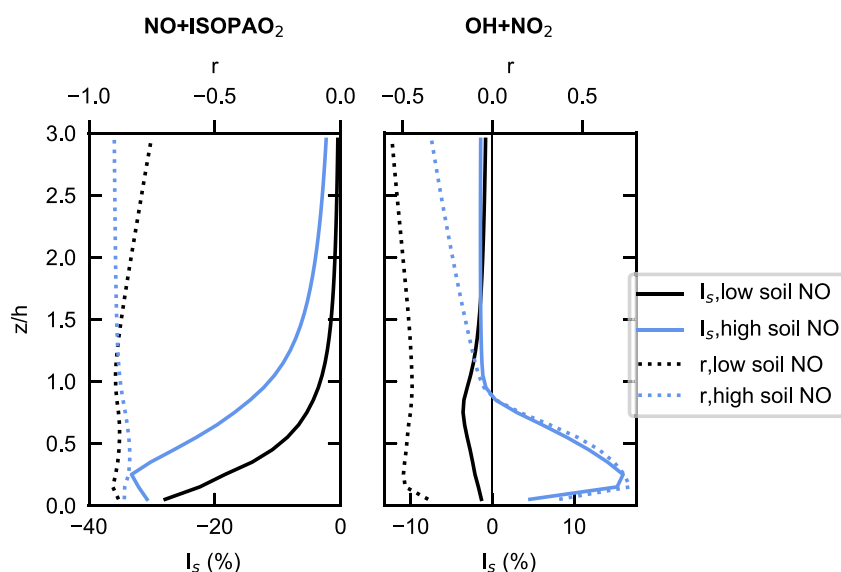 NO+ISOPAO₂
OH+NO₂
r
r
−1.0 −0.5 0.0
−0.5 0.0 0.5
3.0
2.5
2.0
1.5
1.0
0.5
0.0
z/h
−40 −20 0
−10 0 10
Iₛ (%)
Iₛ (%)
Iₛ,low soil NO
Iₛ,high soil NO
r,low soil NO
r,high soil NO